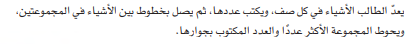 يعدّ الطالب الأشياء في كل صف، ويكتب عددها، ثم يصل بخطوط بين الأشياء في المجموعتين،
ويحوط المجموعة الأكثر عددًا والعدد المكتوب بجوارها.